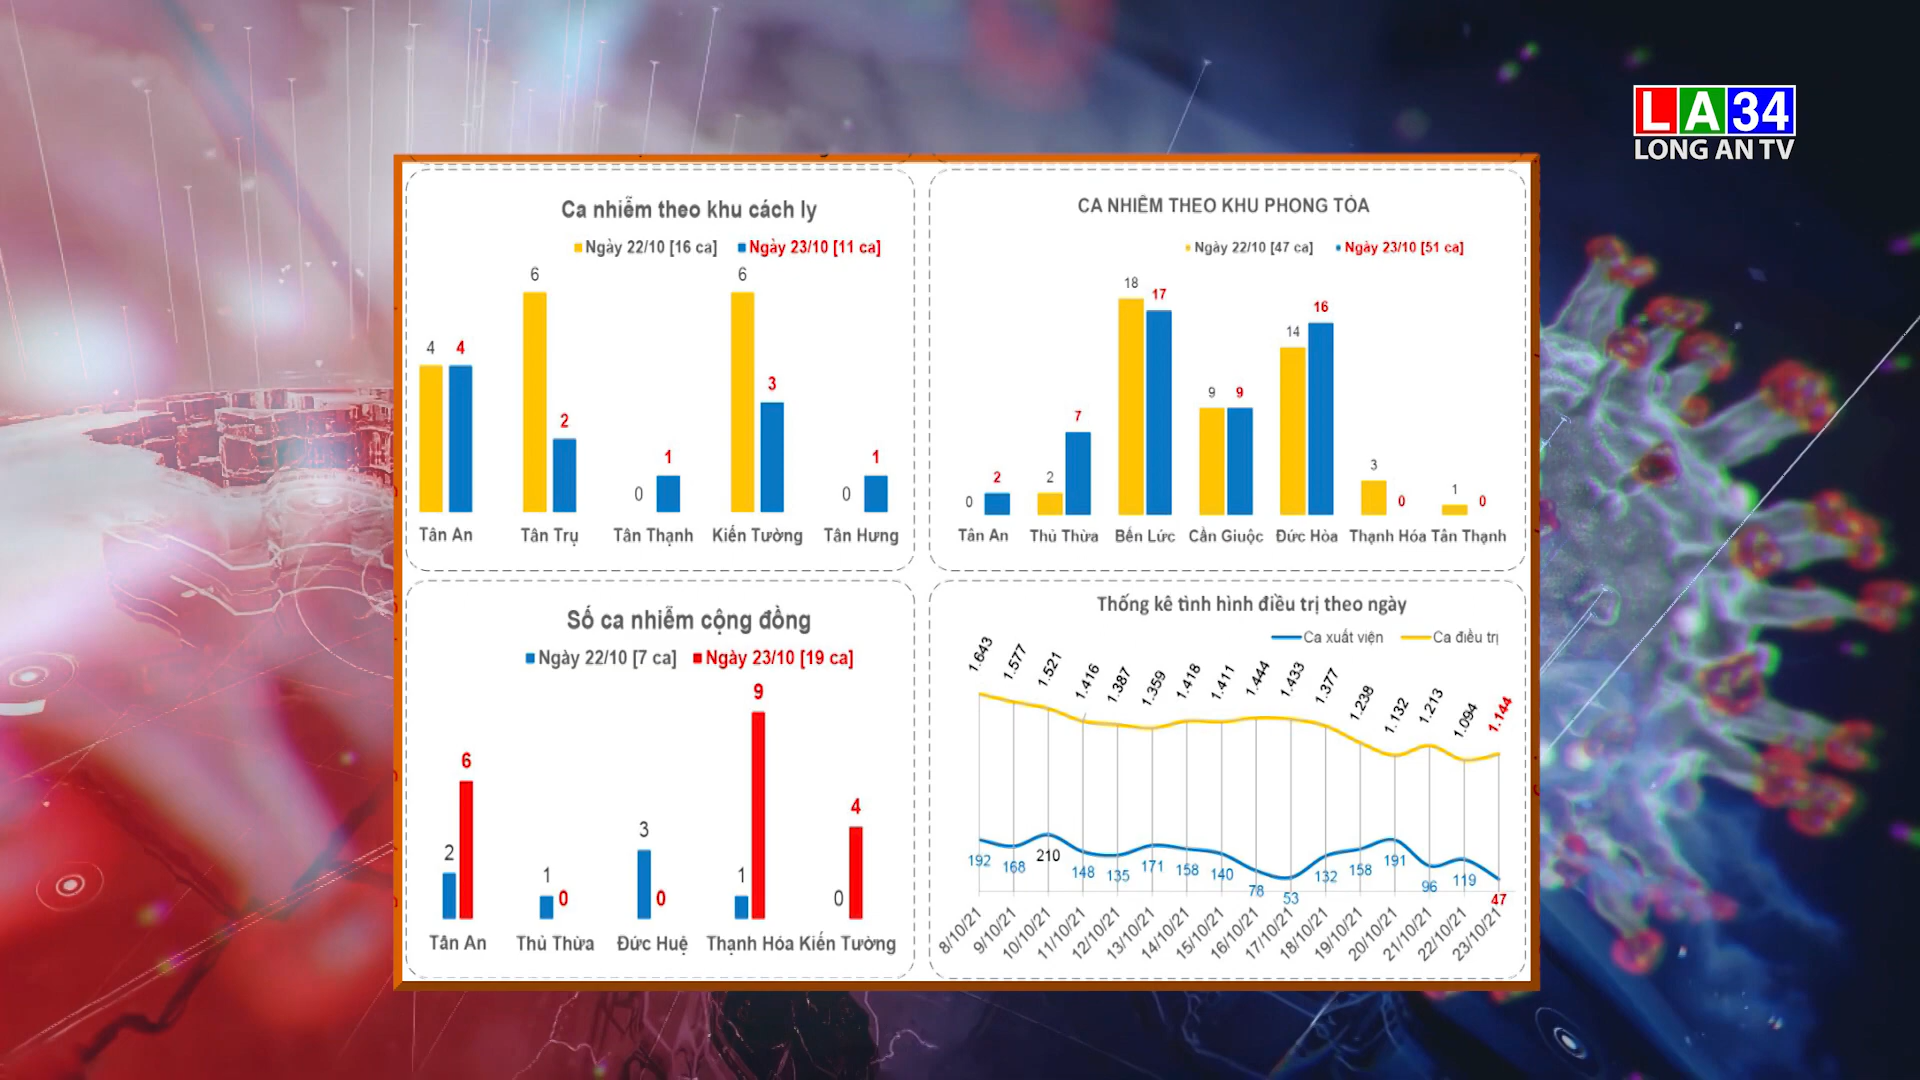 LA34
LONG AN TV
Ca nhiễm theo khu cách ly
Ngày 22/10 [16 ca] Ngày 23/10 [11 ca]
4 4 6 2 0 1 6 3 0 1
Tân An Tân Trụ Tân Thạnh Kiến Tường Tân Hưng
CA NHIỄM THEO KHU PHONG TỎA
Ngày 22/10 [47 ca] Ngày 23/10 [51 ca]
0 2 2 7 18 17 9 9 14 16 3 0 1 0
Tân An Thủ Thừa Bến Lức Cần Giuộc Đức Hòa Thạnh Hóa Tân Thạnh
Số ca nhiễm cộng đồng
Ngày 22/10 [7 ca] Ngày 23/10 [19 ca]
2 6 1 0 3 0 1 9 0 4
Tân An Thủ Thừa Đức Huệ Thạnh Hóa Kiến Tường
Thống kê tình hình điều trị theo ngày
Ca xuất viện Ca điều trị
1.643 1.577 1.521 1.416 1.387 1.359 1.418 1.411 1.444 1.433 1.377 1.238 1.132 1.213 1.094 1.144
192 168 210 148 135 171 158 140 78 53 132 158 191 96 119 47
8/10/21 9/10/21 10/10/21 11/10/21 12/10/21 13/10/21 14/10/21 15/10/21 16/10/21 17/10/21 18/10/21 19/10/21 20/10/21 21/10/21 22/10/21 23/10/21